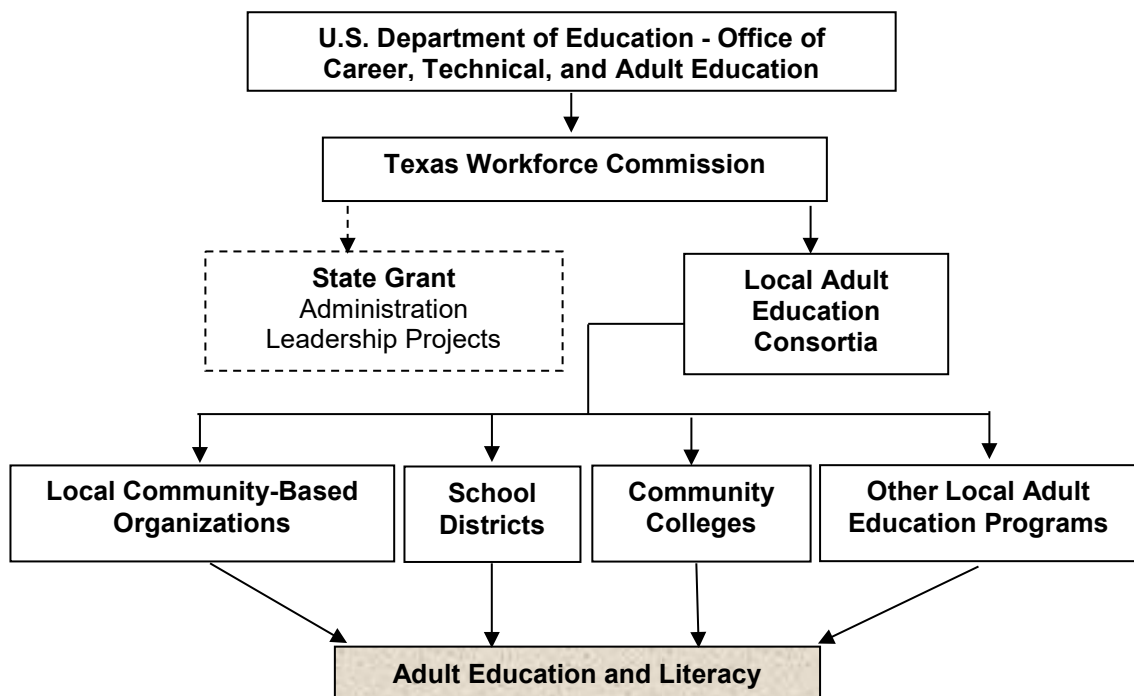 U.S. Department of Education - Office of
Career, Technical, and Adult Education
Texas Workforce Commission
State Grant
Administration
Leadership Projects
Local Adult
Education
Consortia
Local Community-Based
Organizations
School
Districts
Community
Colleges
Other Local Adult
Education Programs
Adult Education and Literacy